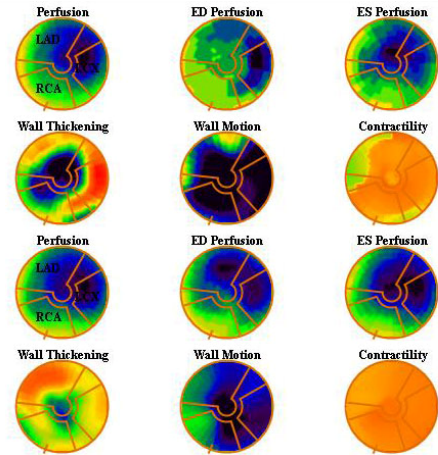 Perfusion ED Perfusion ES Perfusion
LAD
LCX
RCA
Wall Thickening Wall Motion Contractility
Perfusion ED Perfusion ES Perfusion
LAD
LCX
RCA
Wall Thickening Wall Motion Contractility